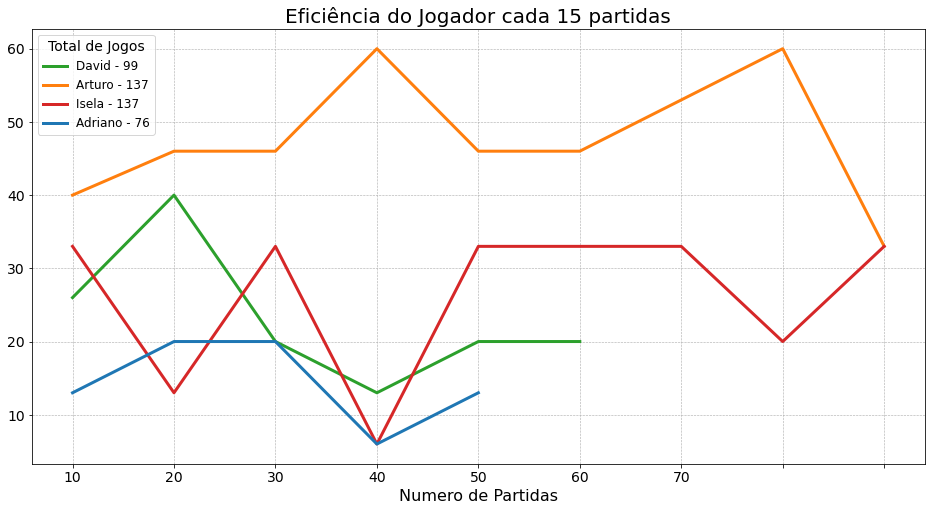 Eficiência do Jogador cada 15 partidas
Total de Jogos
David - 99
Arturo - 137
Isela - 137
Adriano - 76
60
50
40
30
20
10
10 20 30 40 50 60 70
Numero de Partidas